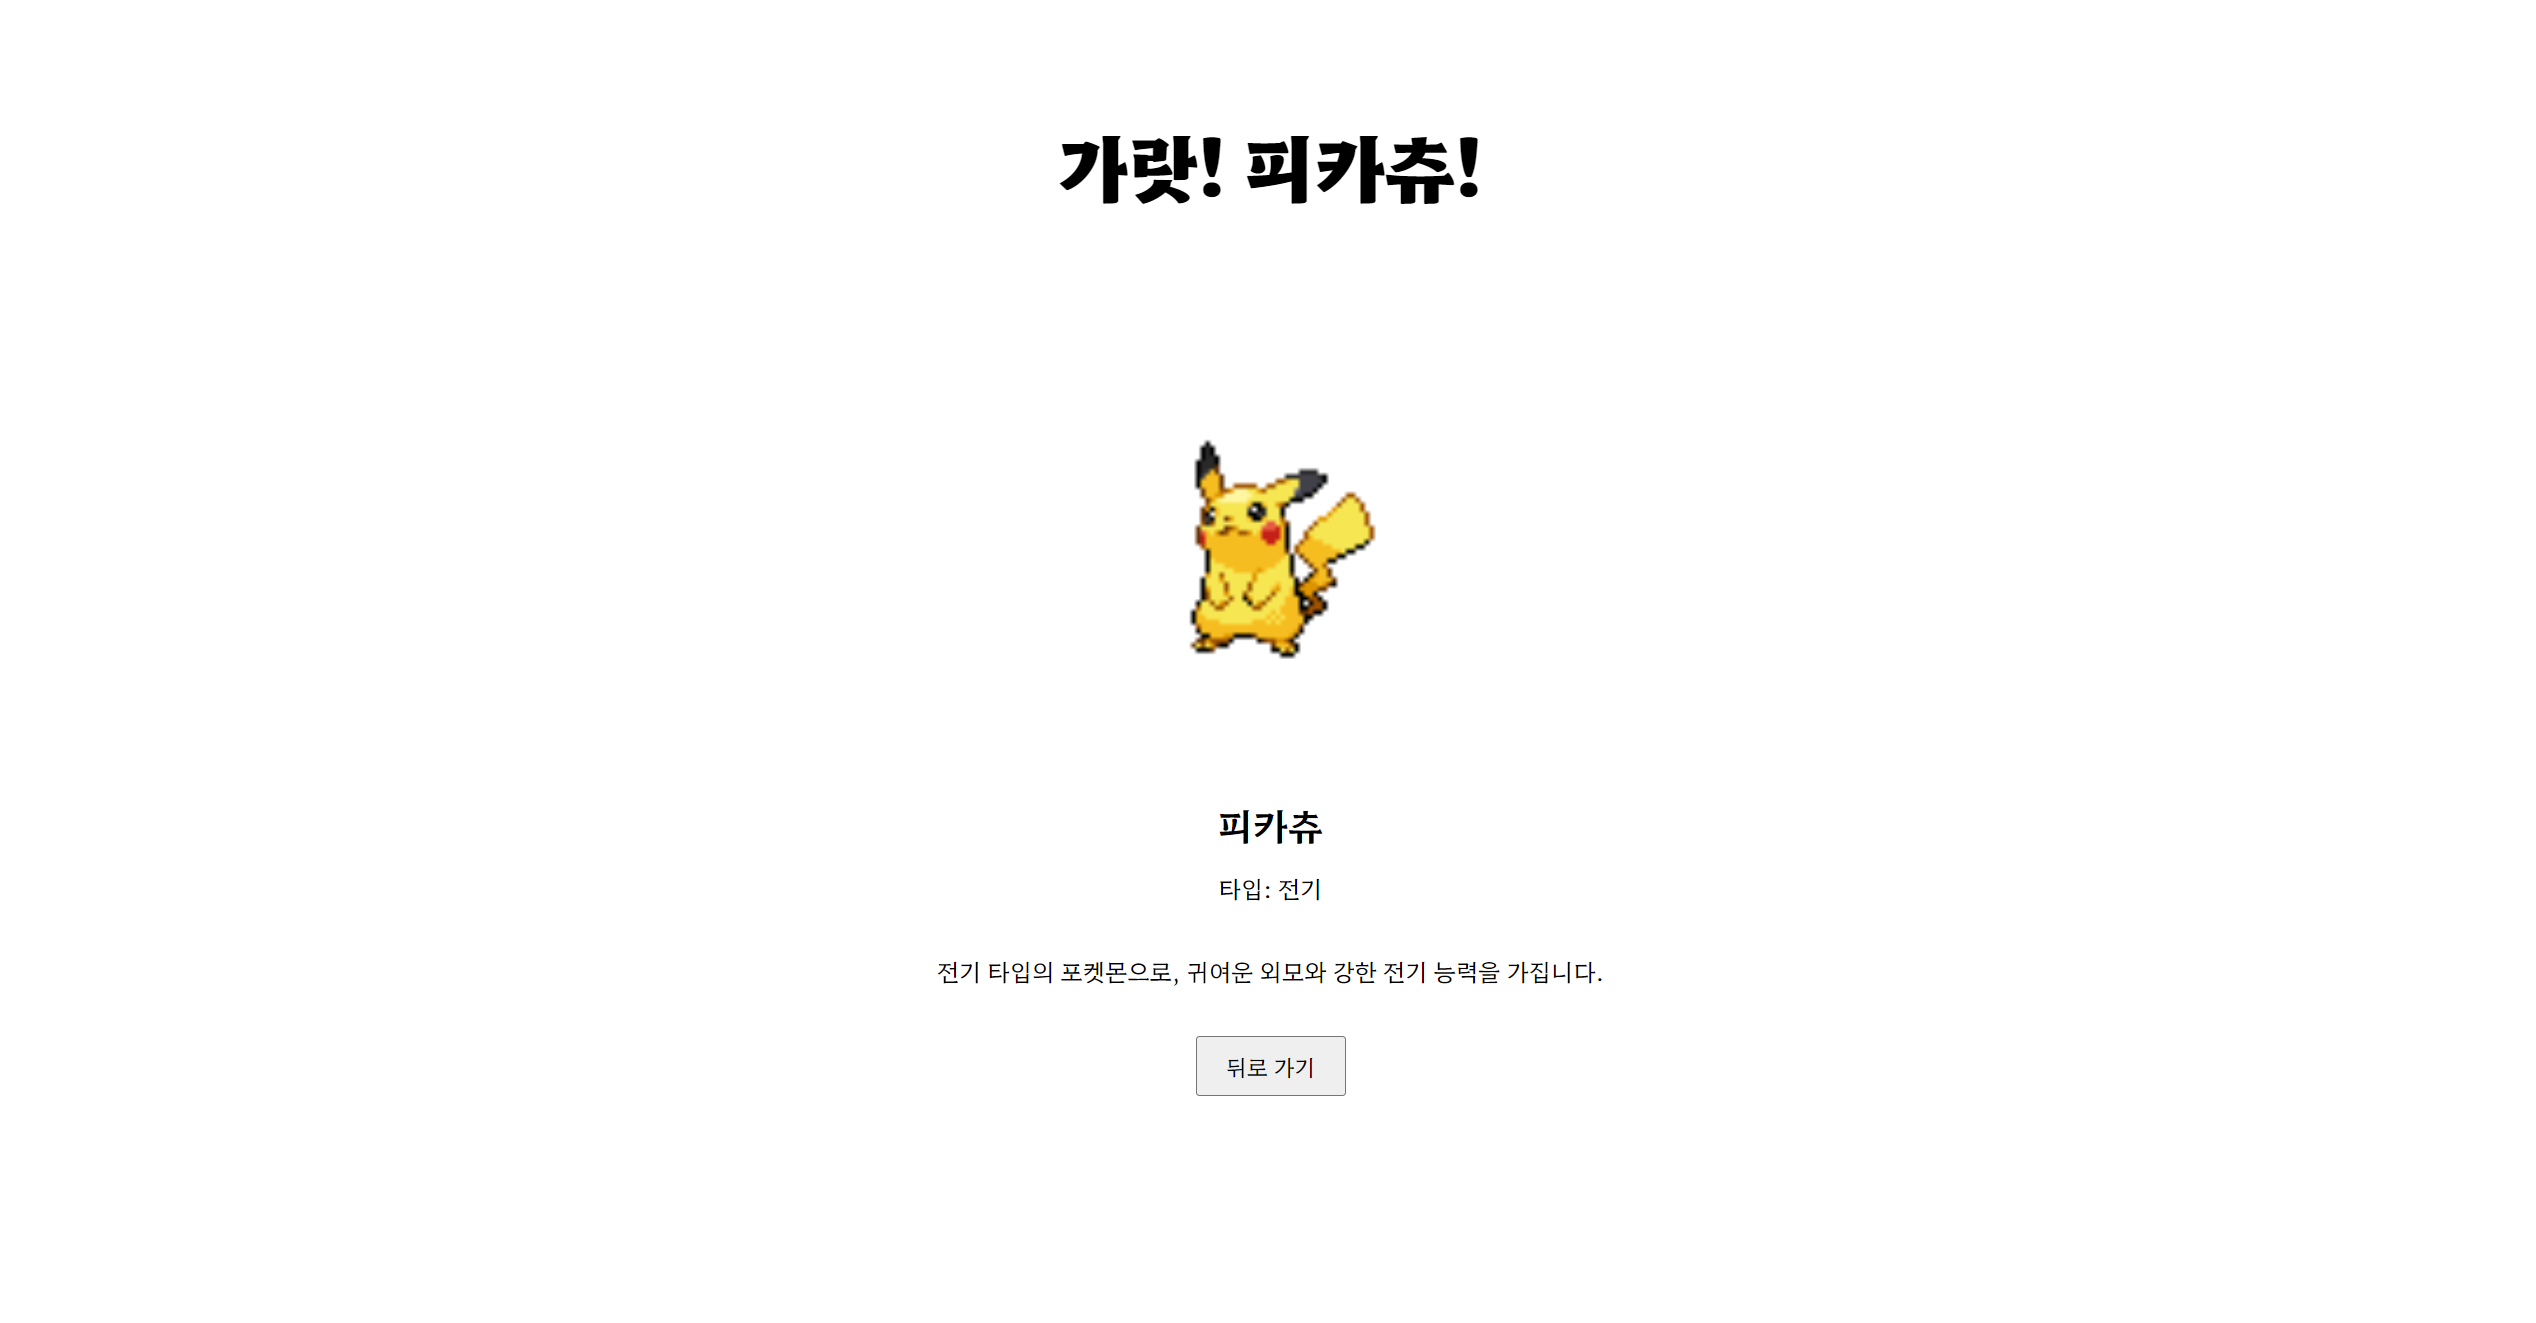 가랏! 피카츄!
피카츄
타입: 전기
전기 타입의 포켓몬으로, 귀여운 외모와 강한 전기 능력을 가집니다.
뒤로 가기